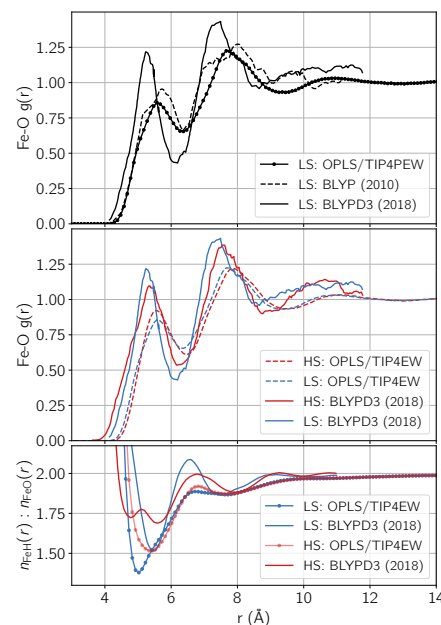 1.25
1.00
0.75
0.50
0.25
0.00
Fe-O g(r)
LS: OPLS/TIP4PEW
LS: BLYP (2010)
LS: BLYPD3 (2018)
1.25
1.00
0.75
0.50
0.25
0.00
Fe-O g(r)
HS: OPLS/TIP4EW
LS: OPLS/TIP4EW
HS: BLYPD3 (2018)
LS: BLYPD3 (2018)
2.00
1.75
1.50
nFeH(r) : nFeO(r)
LS: OPLS/TIP4EW
LS: BLYPD3 (2018)
HS: OPLS/TIP4EW
HS: BLYPD3 (2018)
4 6 8 10 12 14
r (Å)